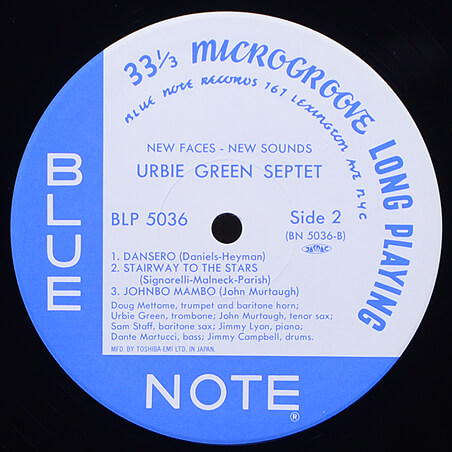 33⅓ MICROGROOVE LONG PLAYING
BLUE NOTE RECORDS 767 LEXINGTON AVE NYC
BLUE
NEW FACES - NEW SOUNDS
URBIE GREEN SEPTET
BLP 5036
Side 2
(BN 5036-B)
JASRAC
1. DANSERO (Daniels-Heyman)
2. STAIRWAY TO THE STARS
(Signorelli-Malneck-Parish)
3. JOHNBO MAMBO (John Murtaugh)
Doug Mettome, trumpet and baritone horn;
Urbie Green, trombone; John Murtaugh, tenor sax;
Sam Staff, baritone sax; Jimmy Lyon, piano;
Dante Martucci, bass; Jimmy Campbell, drums.
MFD. BY TOSHIBA-EMI LTD. IN JAPAN.
NOTE®